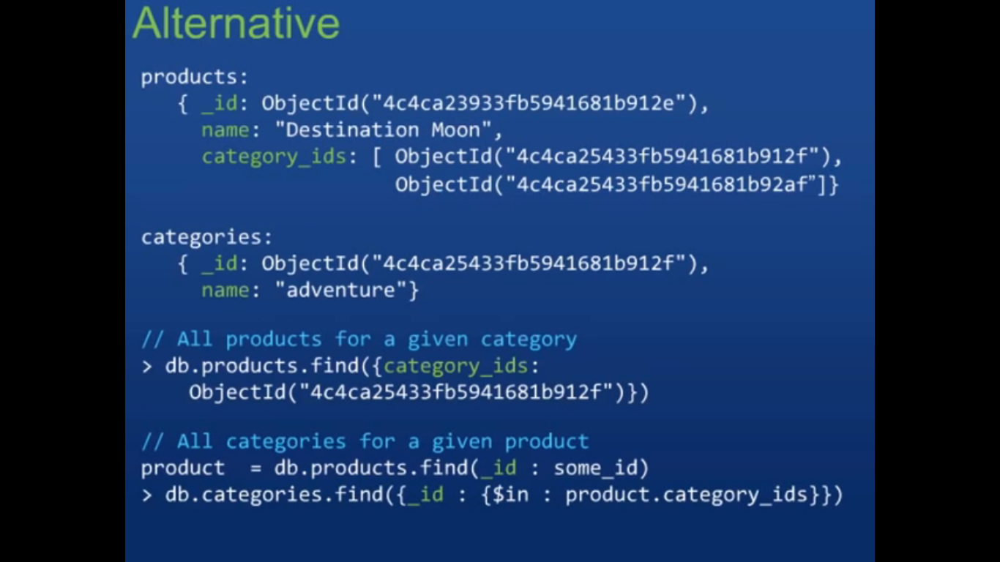 Alternative
products:
{ _id: ObjectId("4c4ca23933fb5941681b912e"),
name: "Destination Moon",
category_ids: [ ObjectId("4c4ca25433fb5941681b912f"),
ObjectId("4c4ca25433fb5941681b92af”]}
categories:
{ _id: ObjectId("4c4ca25433fb5941681b912f"),
name: "adventure"}
// All products for a given category
> db.products.find({category_ids:
ObjectId("4c4ca25433fb5941681b912f")})
// All categories for a given product
product  = db.products.find(_id : some_id)
> db.categories.find({_id : {$in : product.category_ids}})